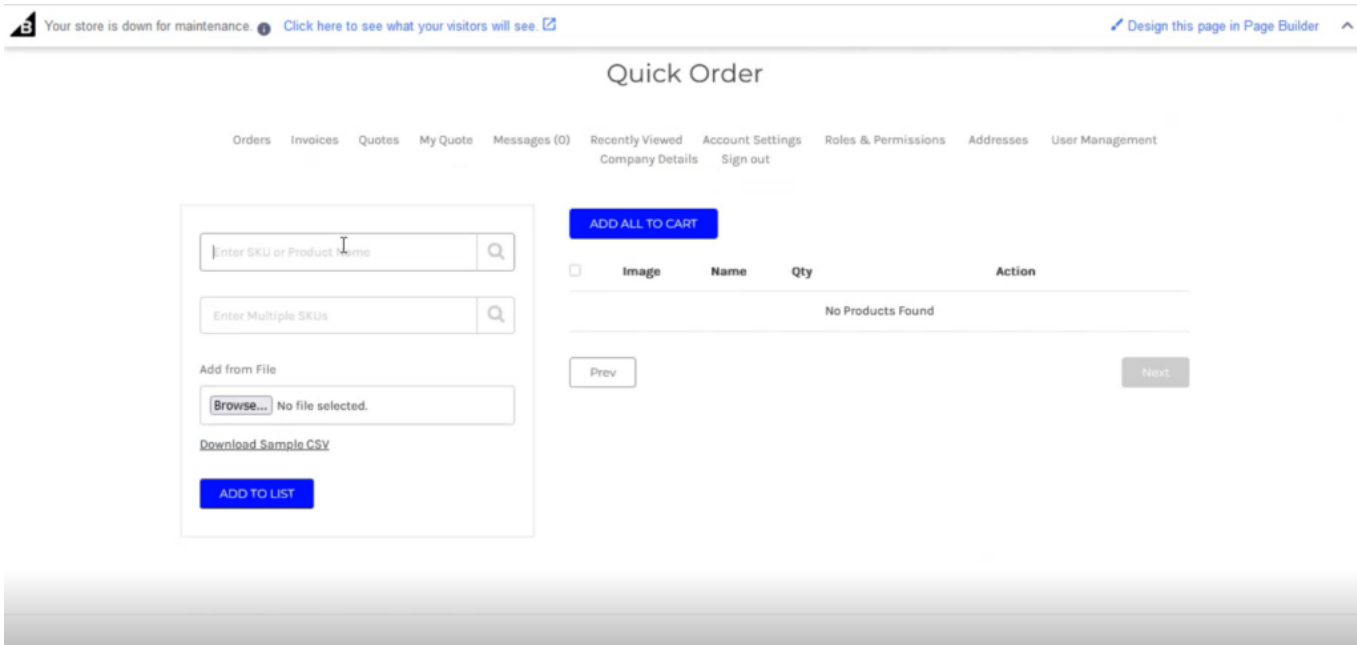 B Your store is down for maintenance. Click here to see what your visitors will see. Design this page in Page Builder
Quick Order
Orders Invoices Quotes My Quote Messages (0) Recently Viewed Account Settings Roles & Permissions Addresses User Management
Company Details Sign out
Enter SKU or Product Name
ADD ALL TO CART
Image Name Qty Action
Enter Multiple SKUs
No Products Found
Add from File
Prev Next
Browse... No file selected.
Download Sample CSV
ADD TO LIST